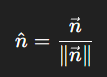 n̂ = n⃗ / ‖n⃗‖